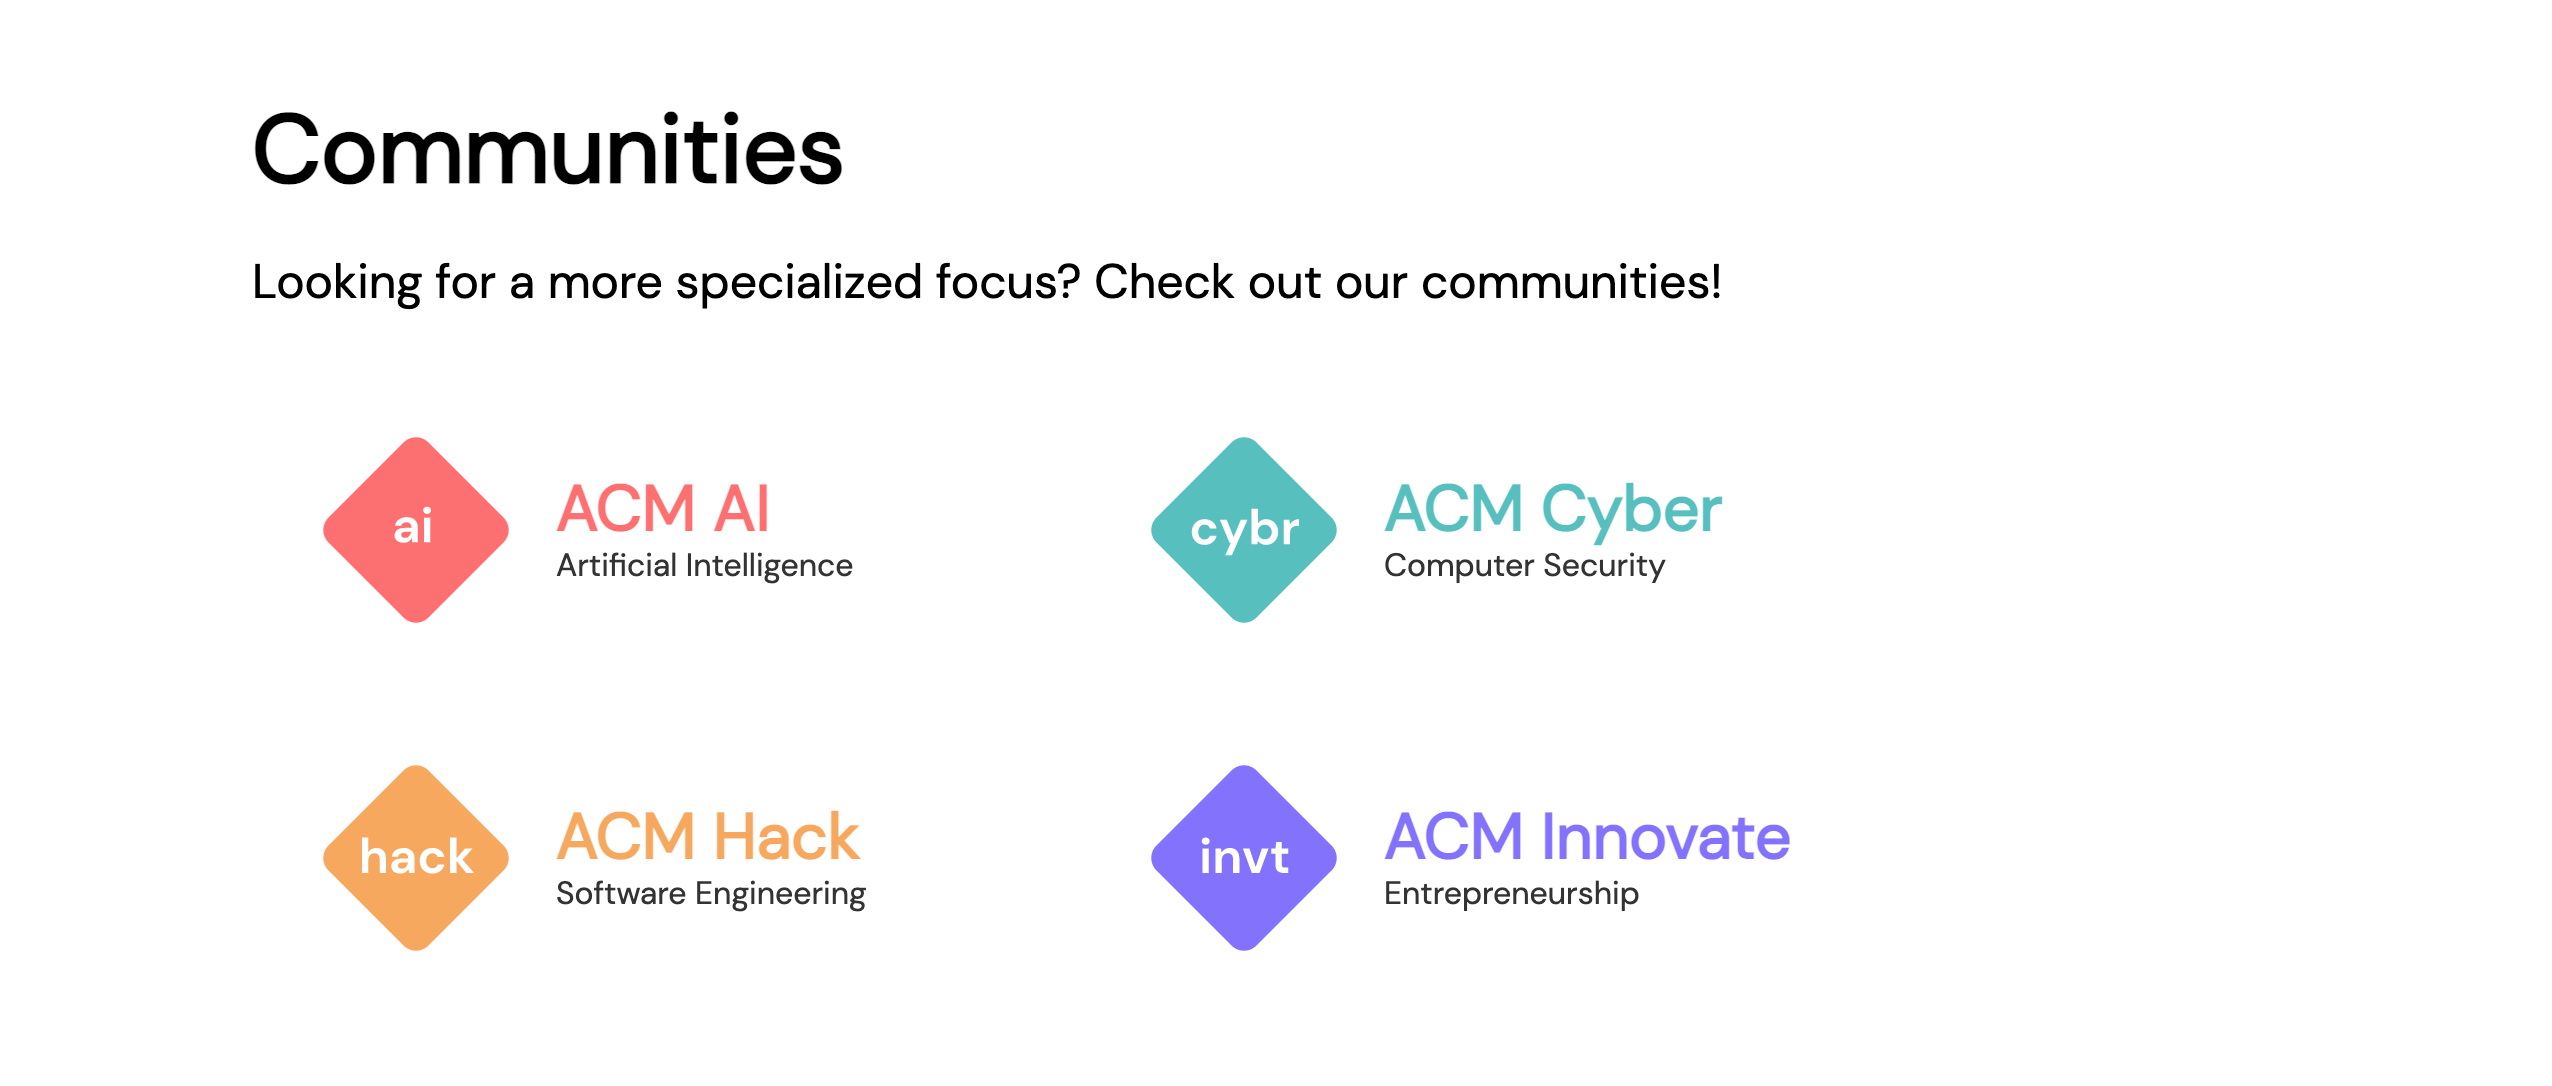 Communities
Looking for a more specialized focus? Check out our communities!
ai
ACM AI
Artificial Intelligence
cybr
ACM Cyber
Computer Security
hack
ACM Hack
Software Engineering
invt
ACM Innovate
Entrepreneurship